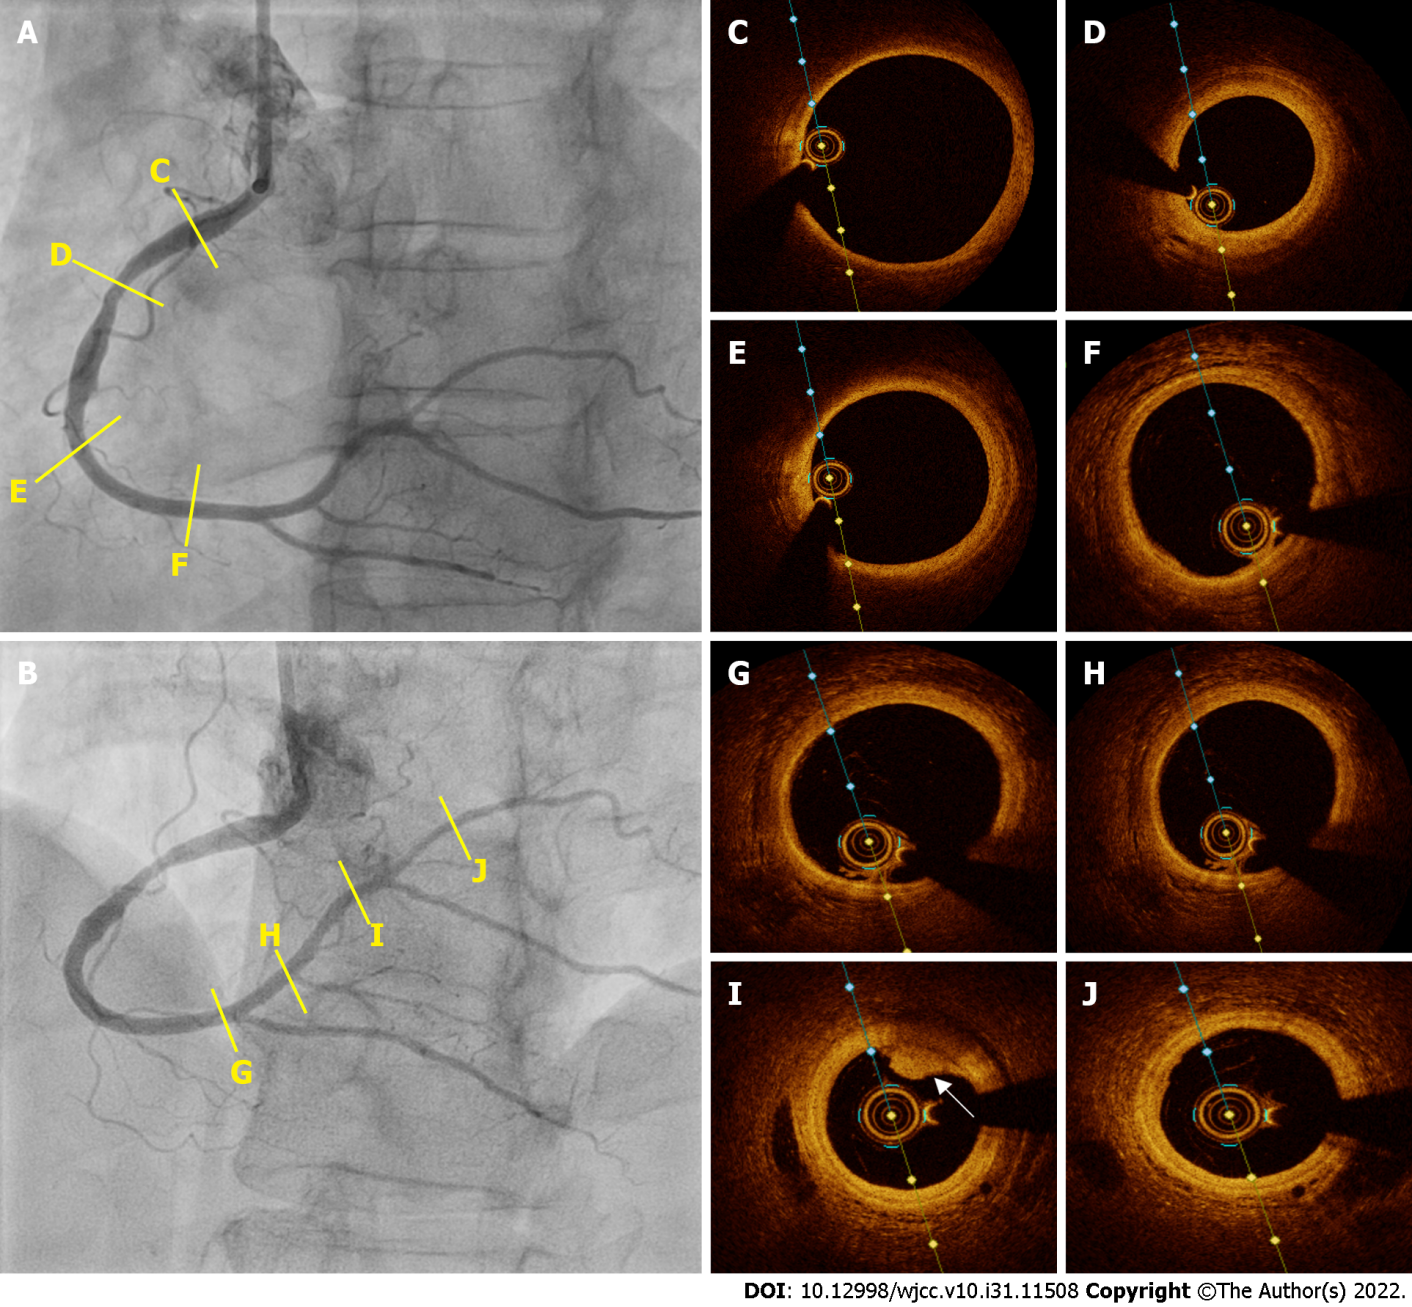 A
C
D
E
F
B
H
I
J
G
C
D
E
F
G
H
I
J
DOI: 10.12998/wjcc.v10.i31.11508 Copyright ©The Author(s) 2022.